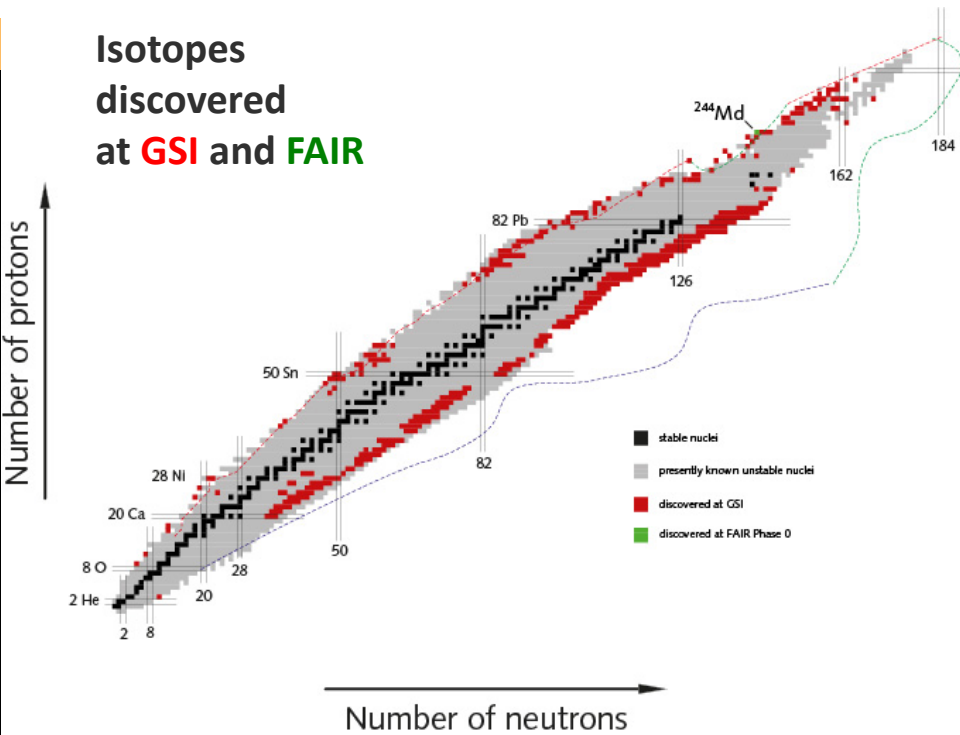 Isotopes
discovered
at GSI and FAIR
²⁴⁴Md
184
162
82 Pb
126
Number of protons
50 Sn
82
stable nuclei
presently known unstable nuclei
discovered at GSI
discovered at FAIR Phase 0
28 Ni
20 Ca
50
8 O
28
20
2 He
2
8
Number of neutrons